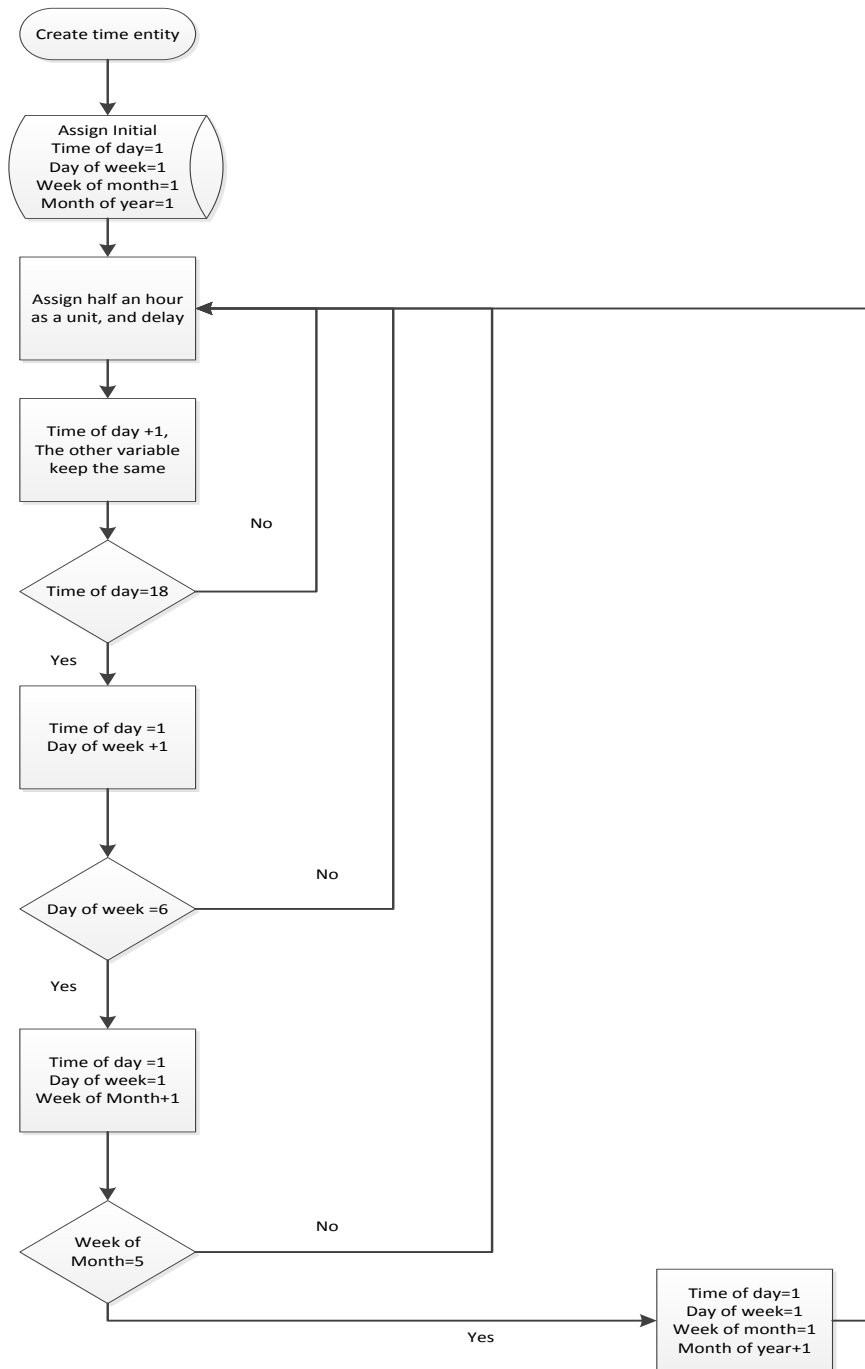 Create time entity
Assign Initial
Time of day=1
Day of week=1
Week of month=1
Month of year=1
Assign half an hour
as a unit, and delay
Time of day +1,
The other variable
keep the same
No
Time of day=18
Yes
Time of day =1
Day of week +1
No
Day of week =6
Yes
Time of day =1
Day of week=1
Week of Month+1
No
Week of
Month=5
Yes
Time of day=1
Day of week=1
Week of month=1
Month of year+1